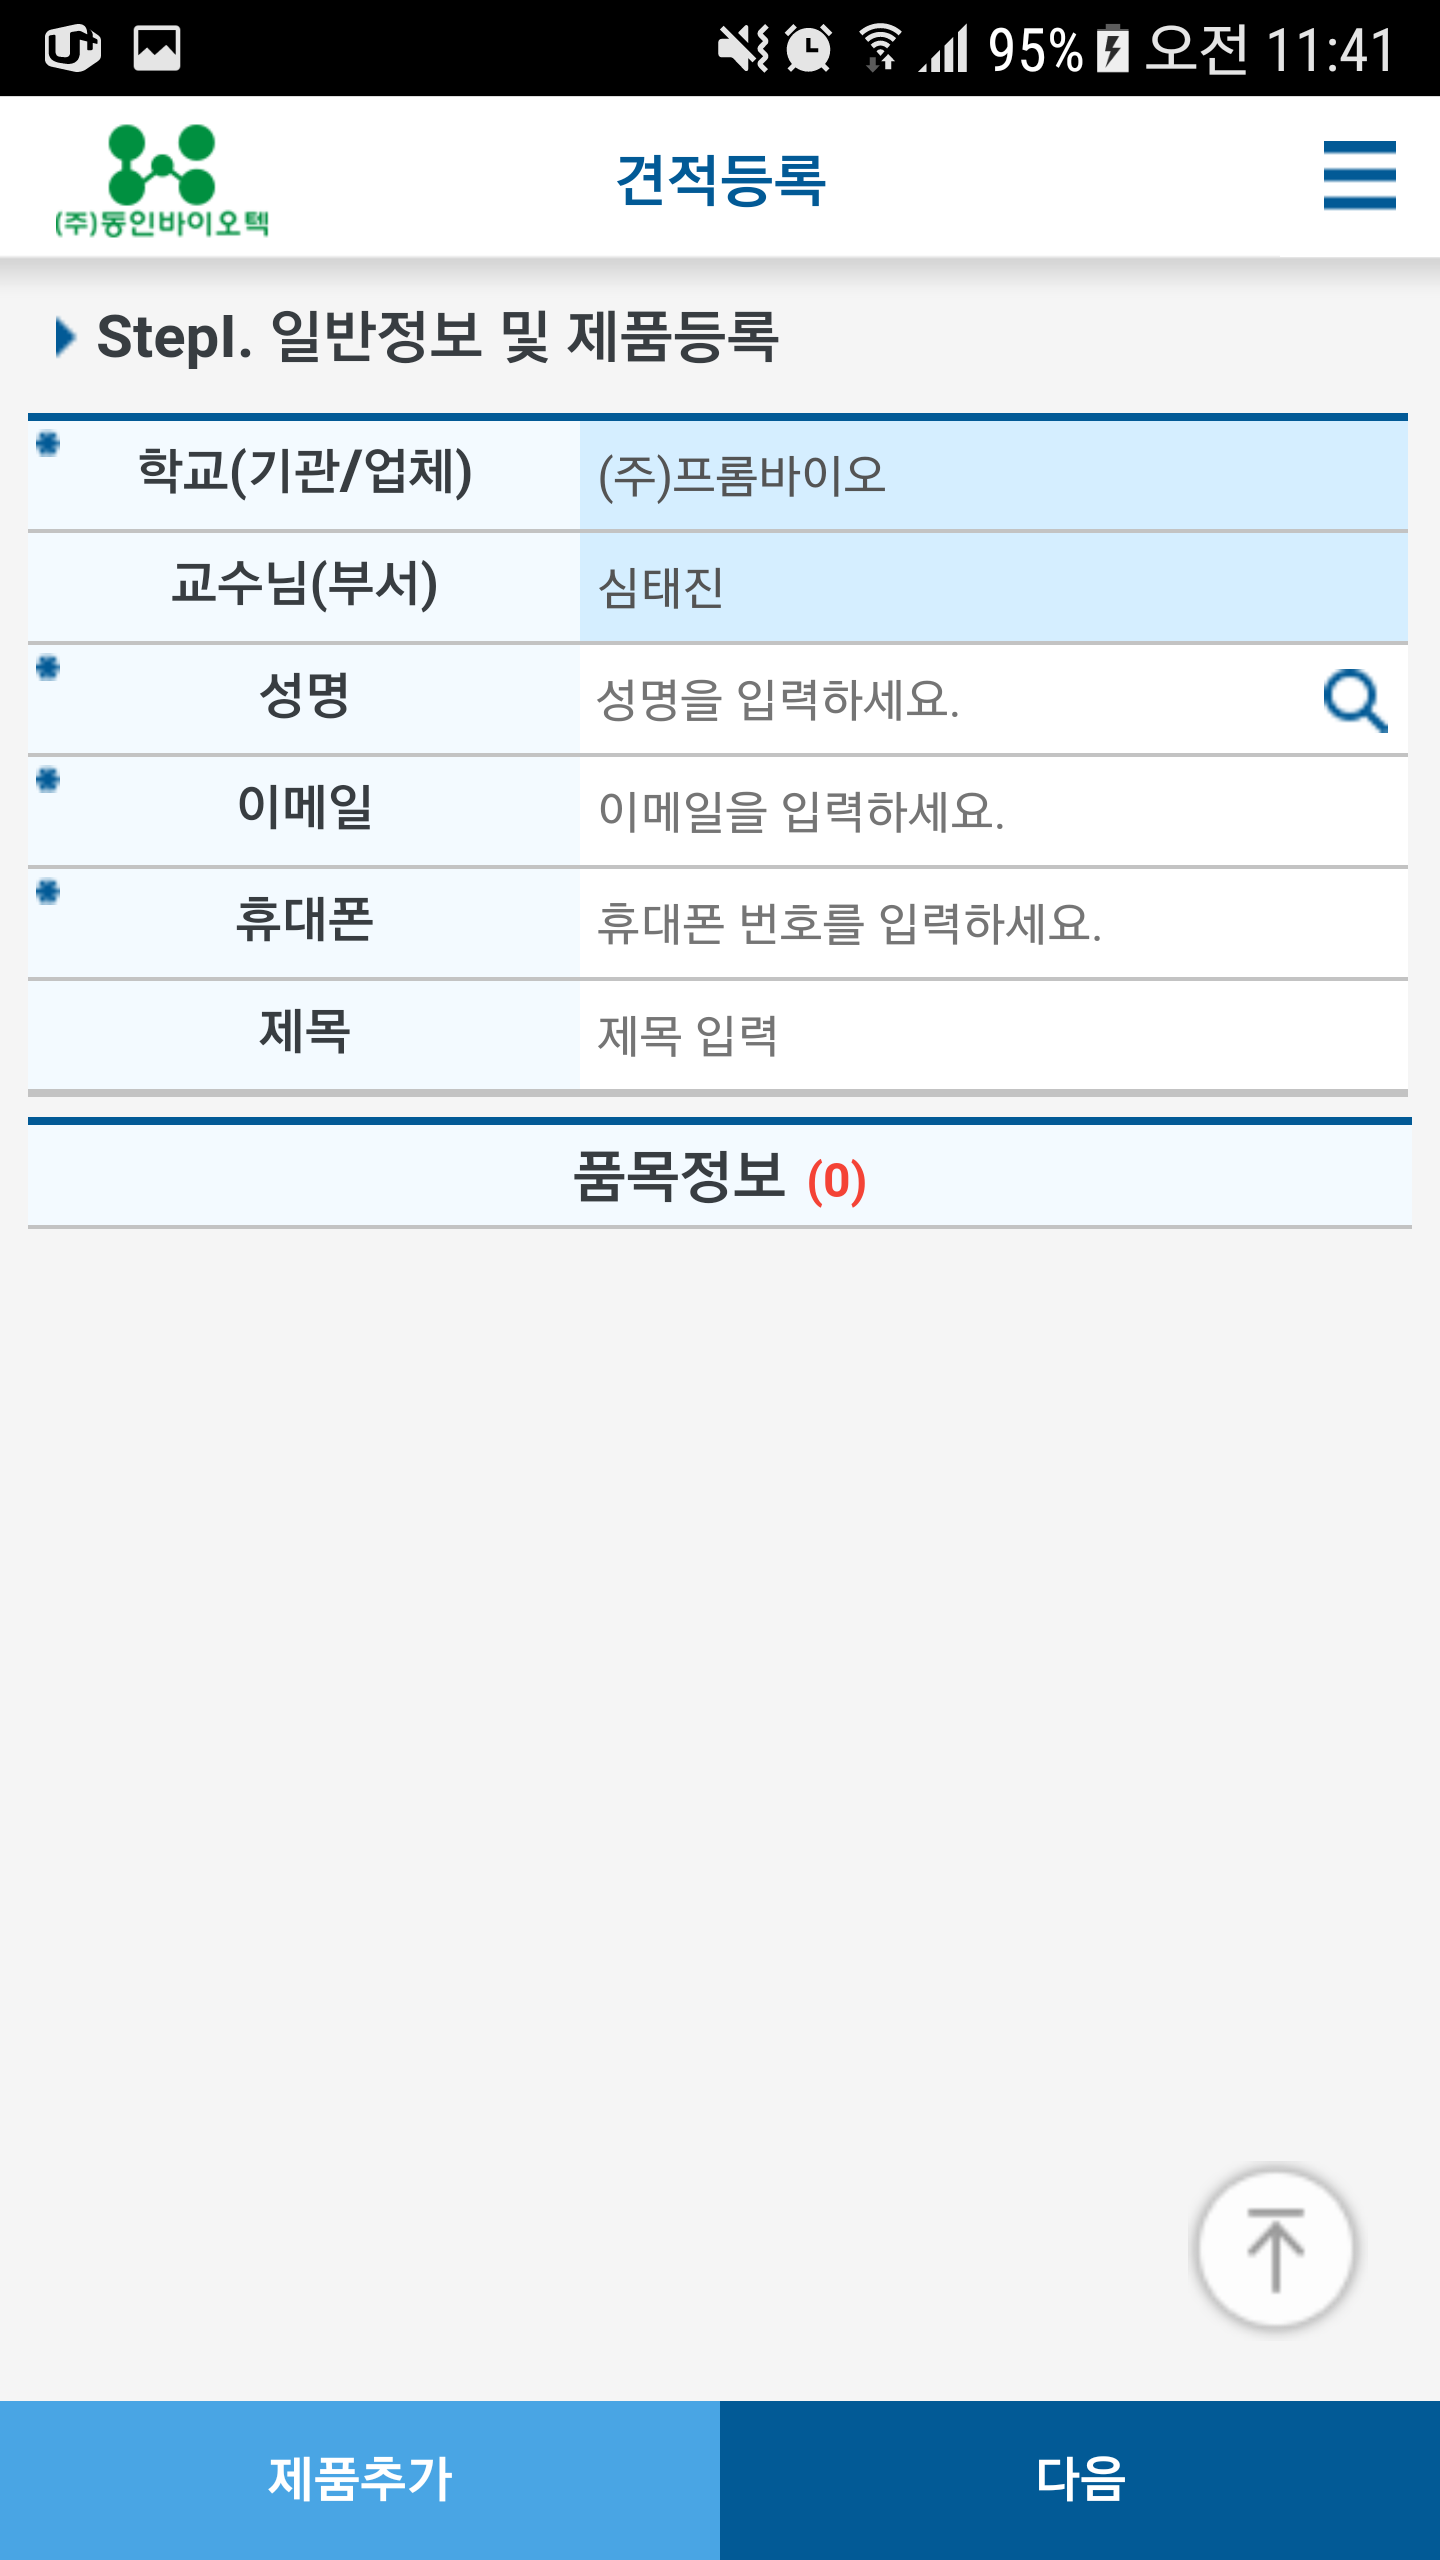 95% 오전 11:41
(주)동인바이오텍
견적등록
StepI. 일반정보 및 제품등록
학교(기관/업체) (주)프롬바이오
교수님(부서) 심태진
성명 성명을 입력하세요.
이메일 이메일을 입력하세요.
휴대폰 휴대폰 번호를 입력하세요.
제목 제목 입력
품목정보 (0)
제품추가 다음